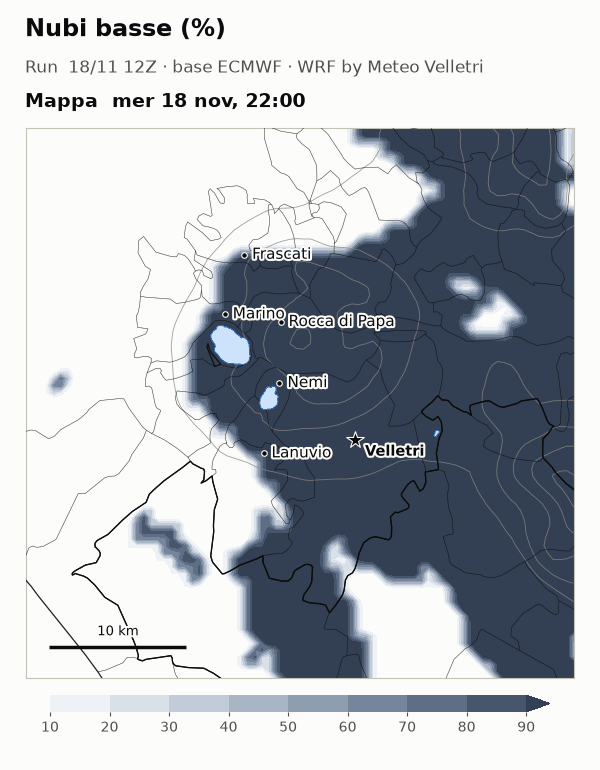 Nubi basse (%)
Run  18/11 12Z · base ECMWF · WRF by Meteo Velletri
Mappa  mer 18 nov, 22:00
Frascati
Marino
Rocca di Papa
Nemi
Velletri
Lanuvio
10 km
10 20 30 40 50 60 70 80 90